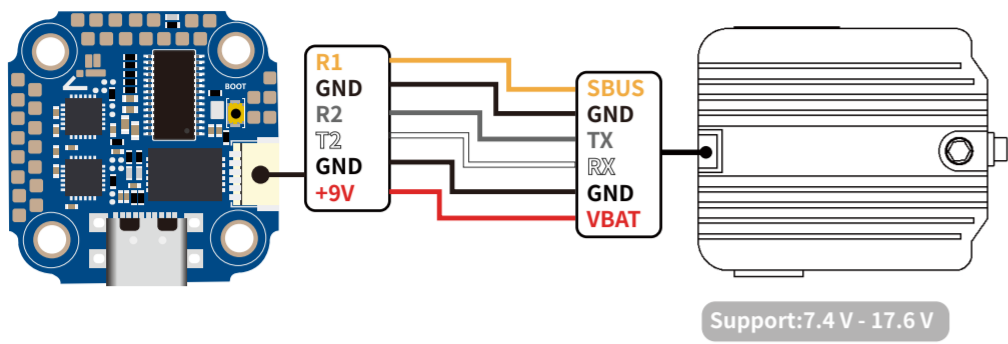 BOOT
R1
GND
R2
T2
GND
+9V
SBUS
GND
TX
RX
GND
VBAT
Support:7.4 V - 17.6 V